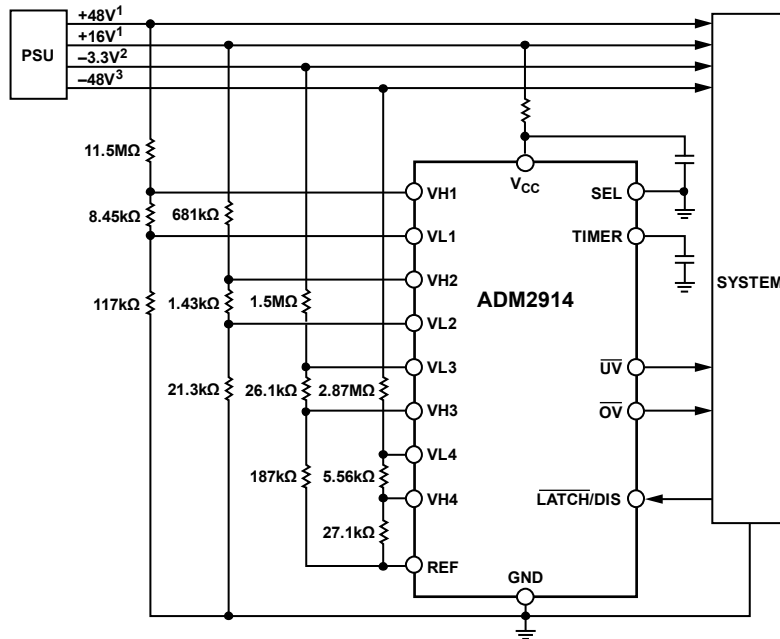 +48V¹
+16V¹
–3.3V²
–48V³
PSU
11.5MΩ
8.45kΩ
117kΩ
681kΩ
1.43kΩ
21.3kΩ
1.5MΩ
26.1kΩ
187kΩ
2.87MΩ
5.56kΩ
27.1kΩ
VCC
VH1
VL1
VH2
VL2
VL3
VH3
VL4
VH4
REF
ADM2914
SEL
TIMER
UV
OV
LATCH/DIS
GND
SYSTEM